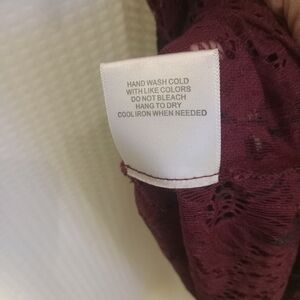 HAND WASH COLD
WITH LIKE COLORS
DO NOT BLEACH
HANG TO DRY
COOL IRON WHEN NEEDED